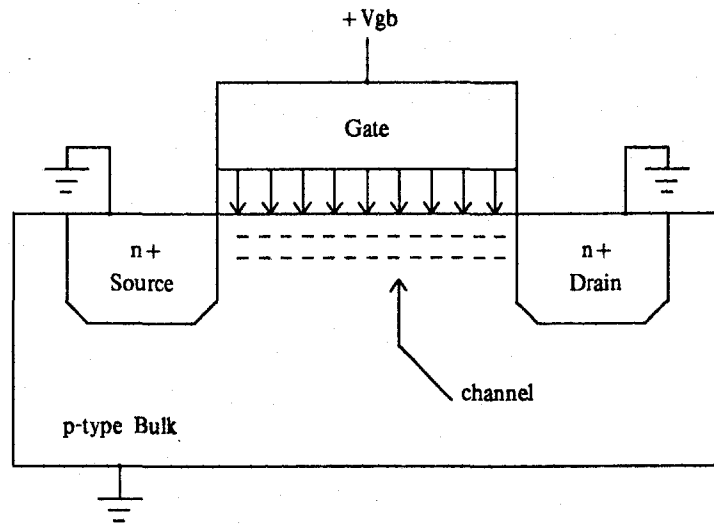 + Vgb
Gate
n+
Source
n+
Drain
channel
p-type Bulk